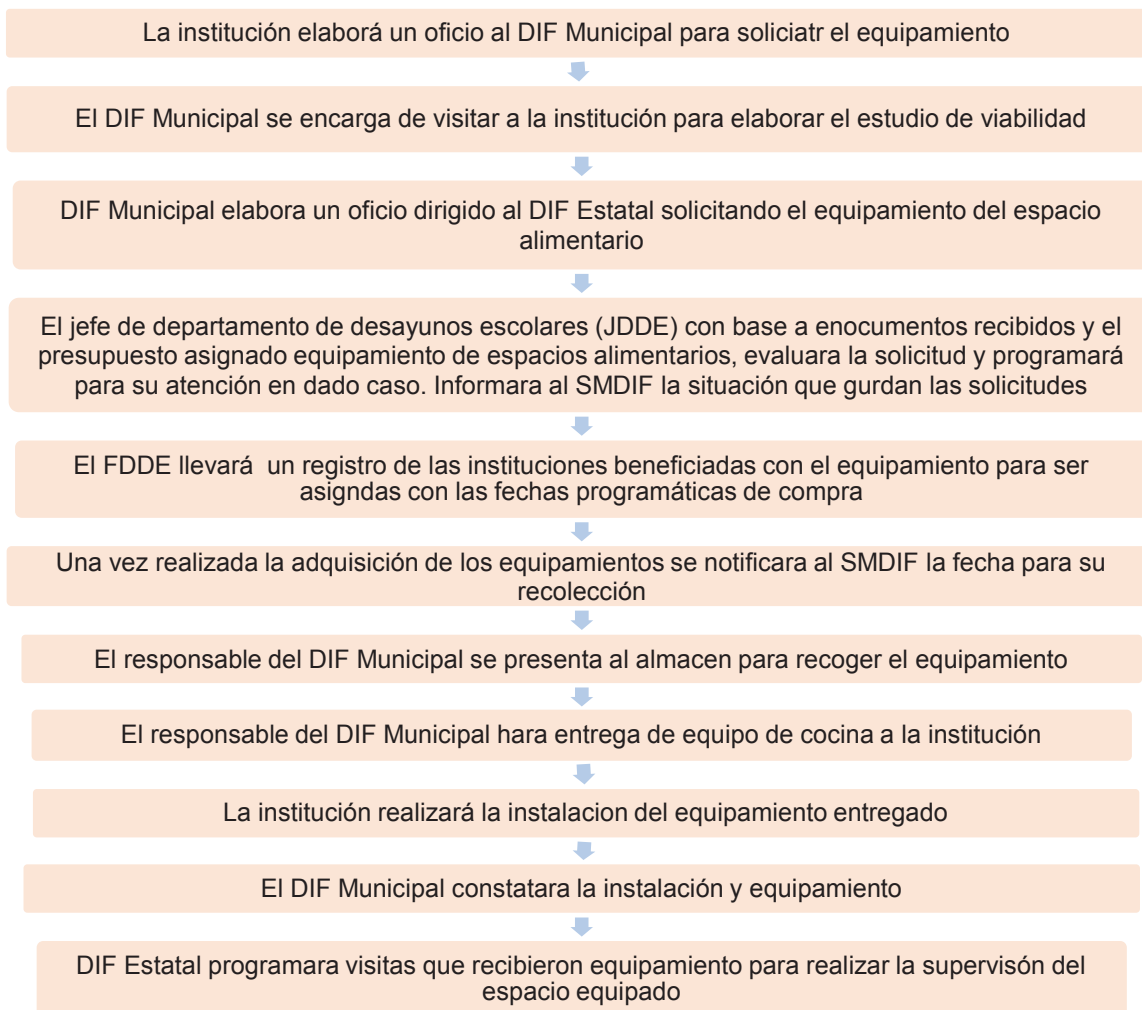 La institución elaborá un oficio al DIF Municipal para soliciatr el equipamiento
El DIF Municipal se encarga de visitar a la institución para elaborar el estudio de viabilidad
DIF Municipal elabora un oficio dirigido al DIF Estatal solicitando el equipamiento del espacio
alimentario
El jefe de departamento de desayunos escolares (JDDE) con base a enocumentos recibidos y el
presupuesto asignado equipamiento de espacios alimentarios, evaluara la solicitud y programará
para su atención en dado caso. Informara al SMDIF la situación que gurdan las solicitudes
El FDDE llevará  un registro de las instituciones beneficiadas con el equipamiento para ser
asigndas con las fechas programáticas de compra
Una vez realizada la adquisición de los equipamientos se notificara al SMDIF la fecha para su
recolección
El responsable del DIF Municipal se presenta al almacen para recoger el equipamiento
El responsable del DIF Municipal hara entrega de equipo de cocina a la institución
La institución realizará la instalacion del equipamiento entregado
El DIF Municipal constatara la instalación y equipamiento
DIF Estatal programara visitas que recibieron equipamiento para realizar la supervisón del
espacio equipado